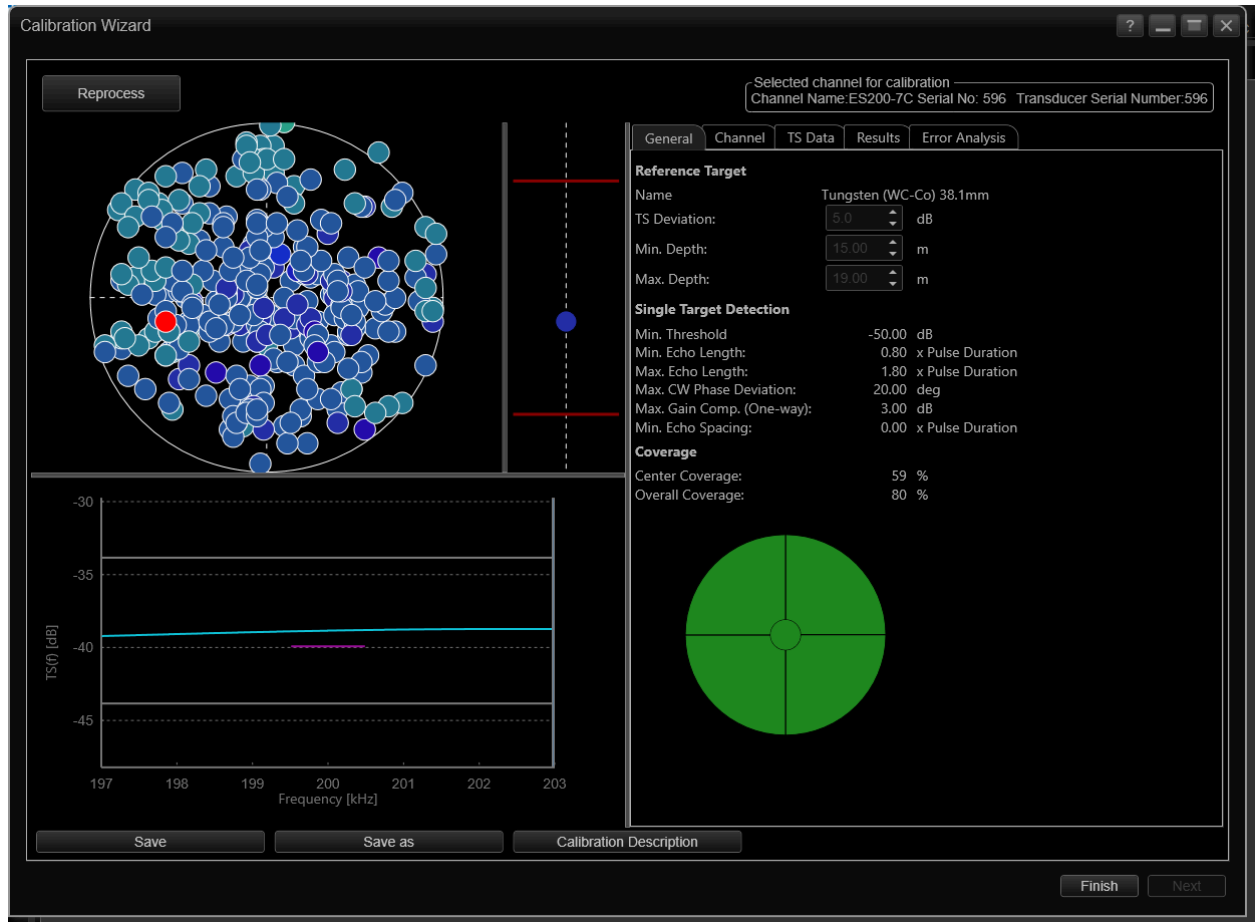 Calibration Wizard
?
Reprocess
Selected channel for calibration
Channel Name:ES200-7C Serial No: 596 Transducer Serial Number:596
General Channel TS Data Results Error Analysis
Reference Target
Name Tungsten (WC-Co) 38.1mm
TS Deviation: 5.0 dB
Min. Depth: 15.00 m
Max. Depth: 19.00 m
Single Target Detection
Min. Threshold -50.00 dB
Min. Echo Length: 0.80 x Pulse Duration
Max. Echo Length: 1.80 x Pulse Duration
Max. CW Phase Deviation: 20.00 deg
Max. Gain Comp. (One-way): 3.00 dB
Min. Echo Spacing: 0.00 x Pulse Duration
Coverage
Center Coverage: 59 %
Overall Coverage: 80 %
-30
-35
-40
-45
TS(f) [dB]
197 198 199 200 201 202 203
Frequency [kHz]
Save Save as Calibration Description
Finish Next